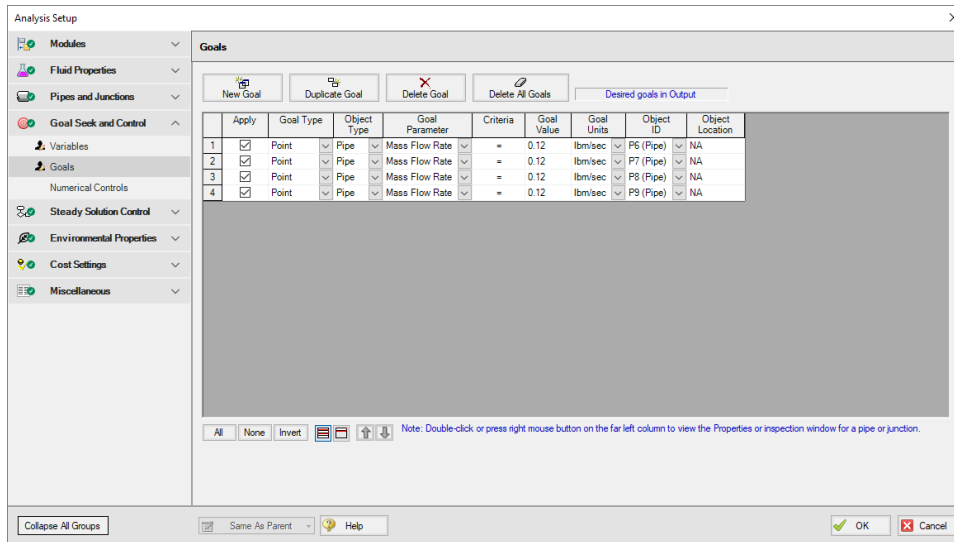 Analysis Setup
Modules
Fluid Properties
Pipes and Junctions
Goal Seek and Control
Variables
Goals
Numerical Controls
Steady Solution Control
Environmental Properties
Cost Settings
Miscellaneous
Goals
New Goal Duplicate Goal Delete Goal Delete All Goals Desired goals in Output
Apply Goal Type Object Type Goal Parameter Criteria Goal Value Goal Units Object ID Object Location
1 Point Pipe Mass Flow Rate = 0.12 lbm/sec P6 (Pipe) NA
2 Point Pipe Mass Flow Rate = 0.12 lbm/sec P7 (Pipe) NA
3 Point Pipe Mass Flow Rate = 0.12 lbm/sec P8 (Pipe) NA
4 Point Pipe Mass Flow Rate = 0.12 lbm/sec P9 (Pipe) NA
All None Invert Note: Double-click or press right mouse button on the far left column to view the Properties or inspection window for a pipe or junction.
Collapse All Groups Same As Parent Help OK Cancel